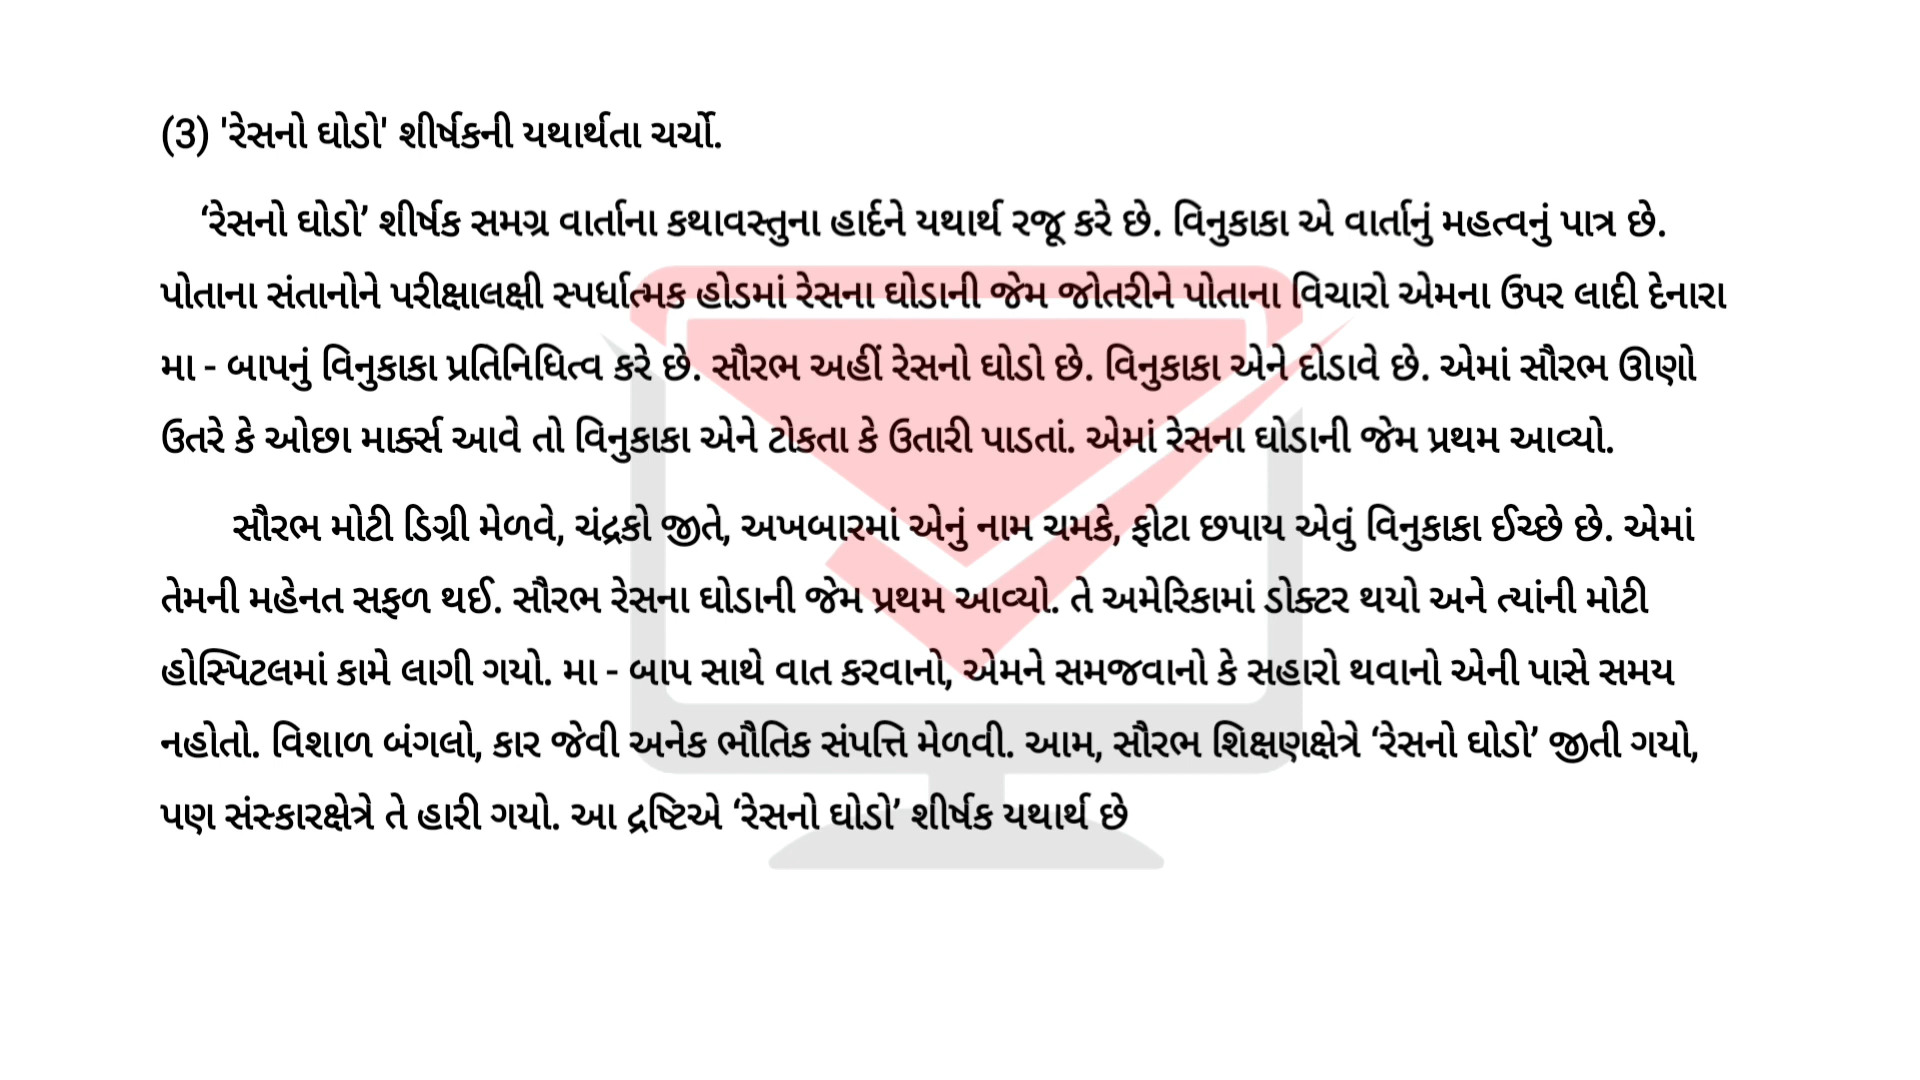 (3) 'રેસનો ઘોડો' શીર્ષકની યથાર્થતા ચર્ચો.
‘રેસનો ઘોડો’ શીર્ષક સમગ્ર વાર્તાના કથાવસ્તુના હાર્દને યથાર્થ રજૂ કરે છે. વિનુકાકા એ વાર્તાનું મહત્વનું પાત્ર છે.
પોતાના સંતાનોને પરીક્ષાલક્ષી સ્પર્ધાત્મક હોડમાં રેસના ઘોડાની જેમ જોતરીને પોતાના વિચારો એમના ઉપર લાદી દેનારા
મા - બાપનું વિનુકાકા પ્રતિનિધિત્વ કરે છે. સૌરભ અહીં રેસનો ઘોડો છે. વિનુકાકા એને દોડાવે છે. એમાં સૌરભ ઊણો
ઉતરે કે ઓછા માર્ક્સ આવે તો વિનુકાકા એને ટોકતા કે ઉતારી પાડતાં. એમાં રેસના ઘોડાની જેમ પ્રથમ આવ્યો.
સૌરભ મોટી ડિગ્રી મેળવે, ચંદ્રકો જીતે, અખબારમાં એનું નામ ચમકે, ફોટા છપાય એવું વિનુકાકા ઈચ્છે છે. એમાં
તેમની મહેનત સફળ થઈ. સૌરભ રેસના ઘોડાની જેમ પ્રથમ આવ્યો. તે અમેરિકામાં ડોક્ટર થયો અને ત્યાંની મોટી
હોસ્પિટલમાં કામે લાગી ગયો. મા - બાપ સાથે વાત કરવાનો, એમને સમજવાનો કે સહારો થવાનો એની પાસે સમય
નહોતો. વિશાળ બંગલો, કાર જેવી અનેક ભૌતિક સંપત્તિ મેળવી. આમ, સૌરભ શિક્ષણક્ષેત્રે ‘રેસનો ઘોડો’ જીતી ગયો,
પણ સંસ્કારક્ષેત્રે તે હારી ગયો. આ દ્રષ્ટિએ ‘રેસનો ઘોડો’ શીર્ષક યથાર્થ છે